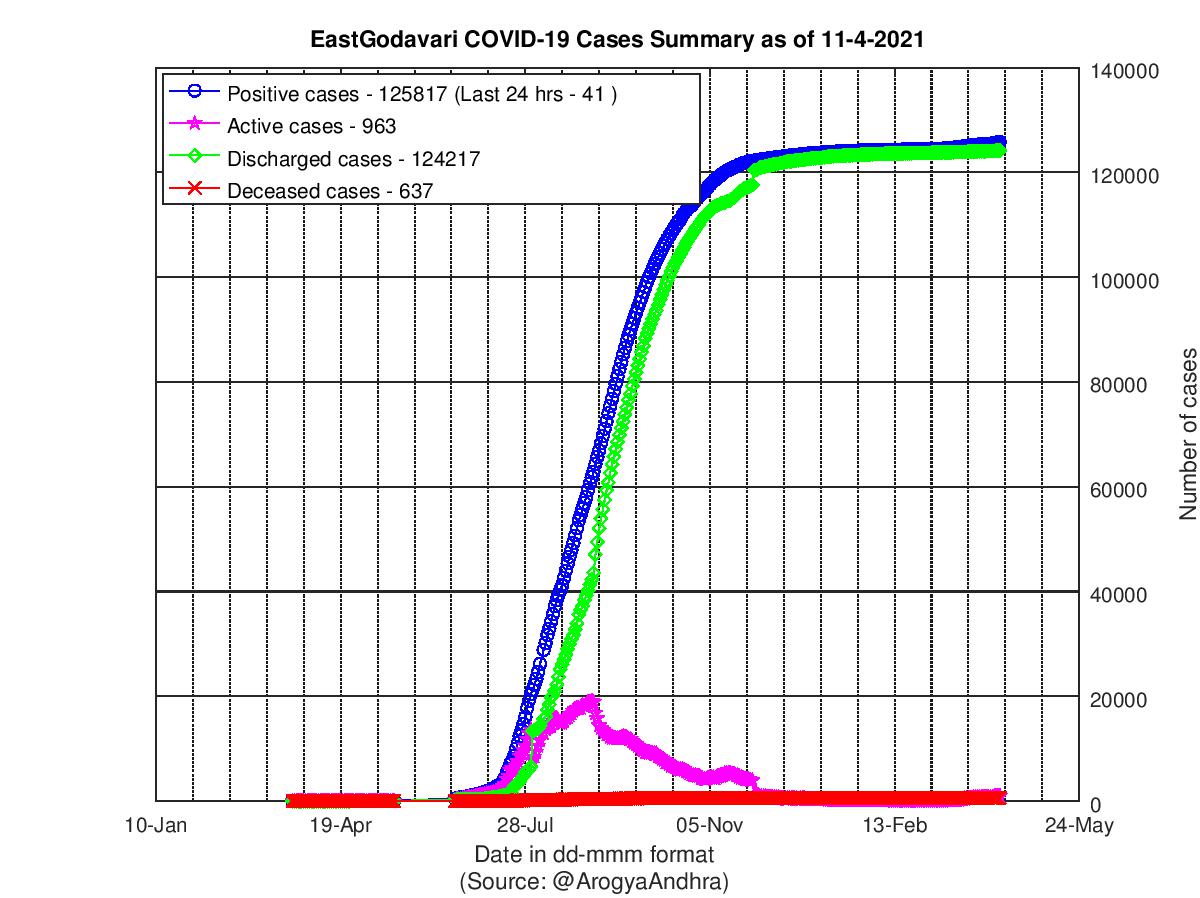 EastGodavari COVID-19 Cases Summary as of 11-4-2021
Positive cases - 125817 (Last 24 hrs - 41 )
Active cases - 963
Discharged cases - 124217
Deceased cases - 637
140000
120000
100000
80000
60000
40000
20000
0
Number of cases
10-Jan 19-Apr 28-Jul 05-Nov 13-Feb 24-May
Date in dd-mmm format
(Source: @ArogyaAndhra)